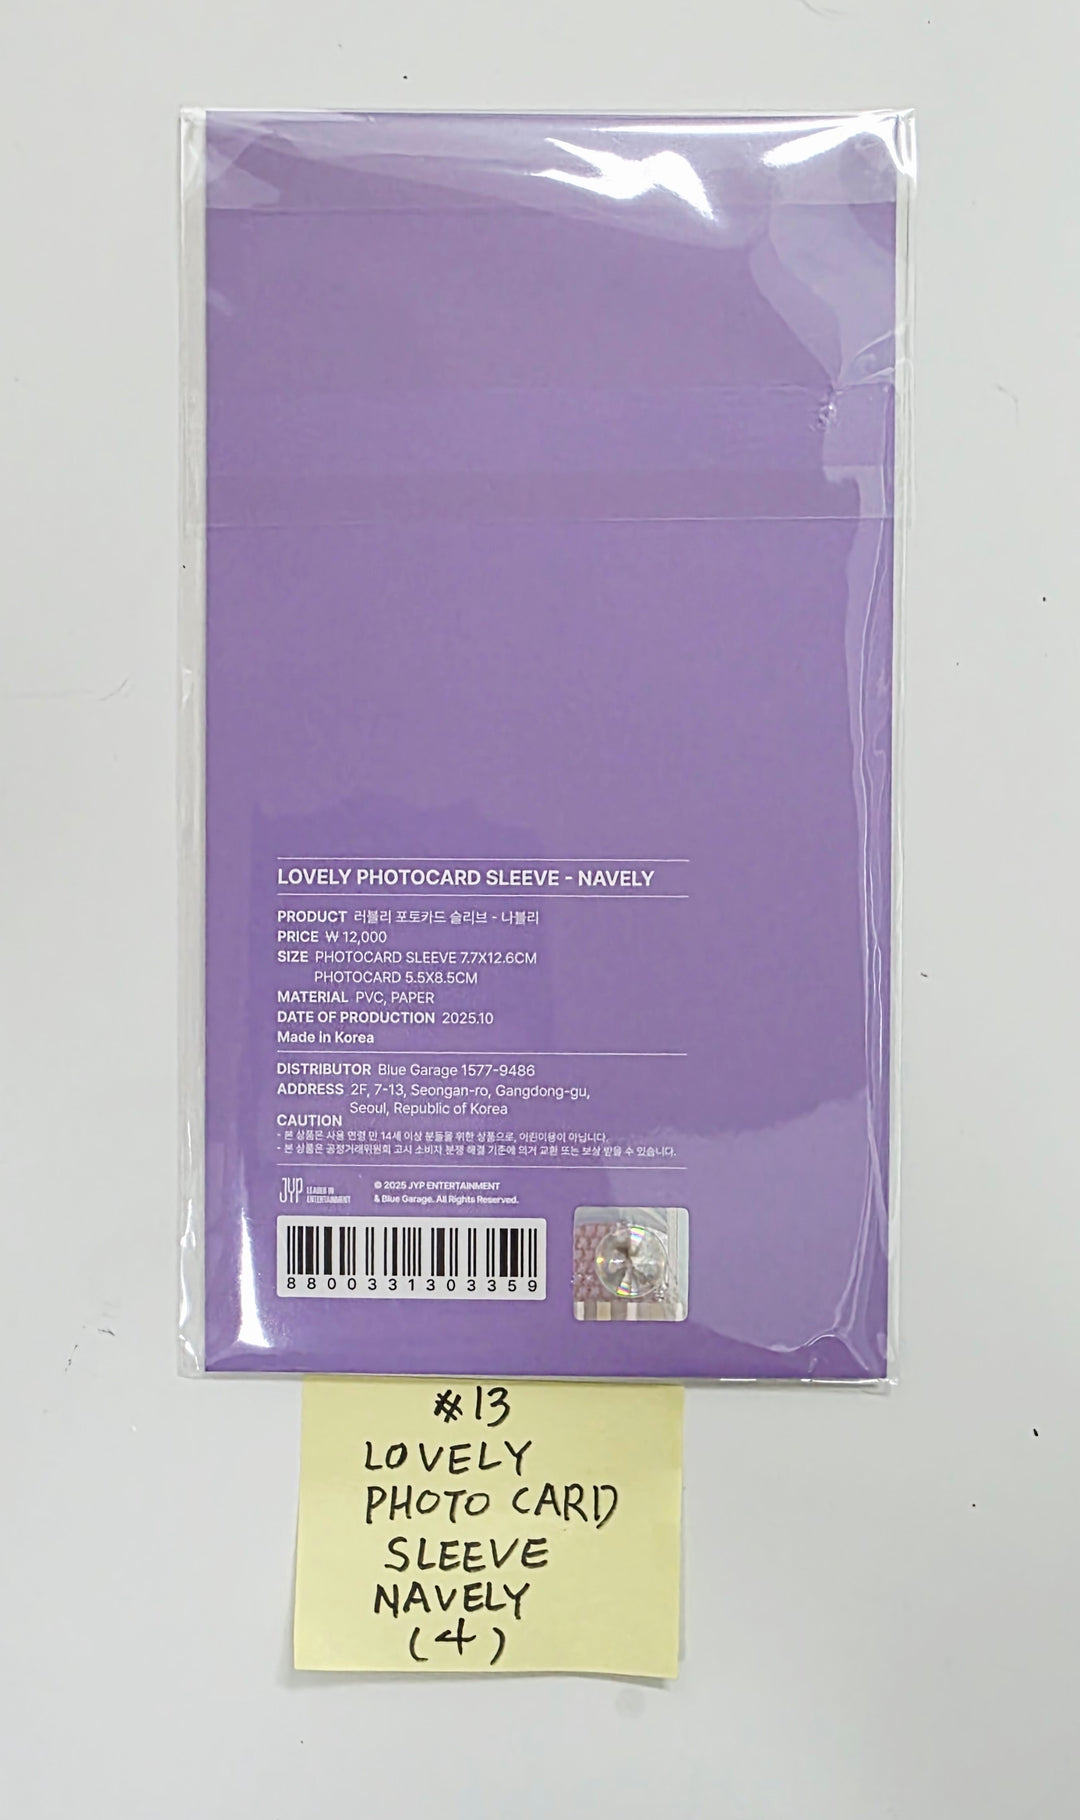 LOVELY PHOTOCARD SLEEVE - NAVELY
PRODUCT 러블리 포토카드 슬리브 - 나블리
PRICE ₩ 12,000
SIZE PHOTOCARD SLEEVE 7.7X12.6CM
PHOTOCARD 5.5X8.5CM
MATERIAL PVC, PAPER
DATE OF PRODUCTION 2025.10
Made in Korea
DISTRIBUTOR Blue Garage 1577-9486
ADDRESS 2F, 7-13, Seongan-ro, Gangdong-gu,
Seoul, Republic of Korea
CAUTION
- 본 상품은 사용 연령 만 14세 이상 분들을 위한 상품으로, 어린이용이 아닙니다.
- 본 상품은 공정거래위원회 고시 소비자 분쟁 해결 기준에 의거 교환 또는 보상 받을 수 있습니다.
JYP LEADER IN
ENTERTAINMENT
© 2025 JYP ENTERTAINMENT
& Blue Garage. All Rights Reserved.
8800331303359
#13
LOVELY
PHOTO CARD
SLEEVE
NAVELY
(4)